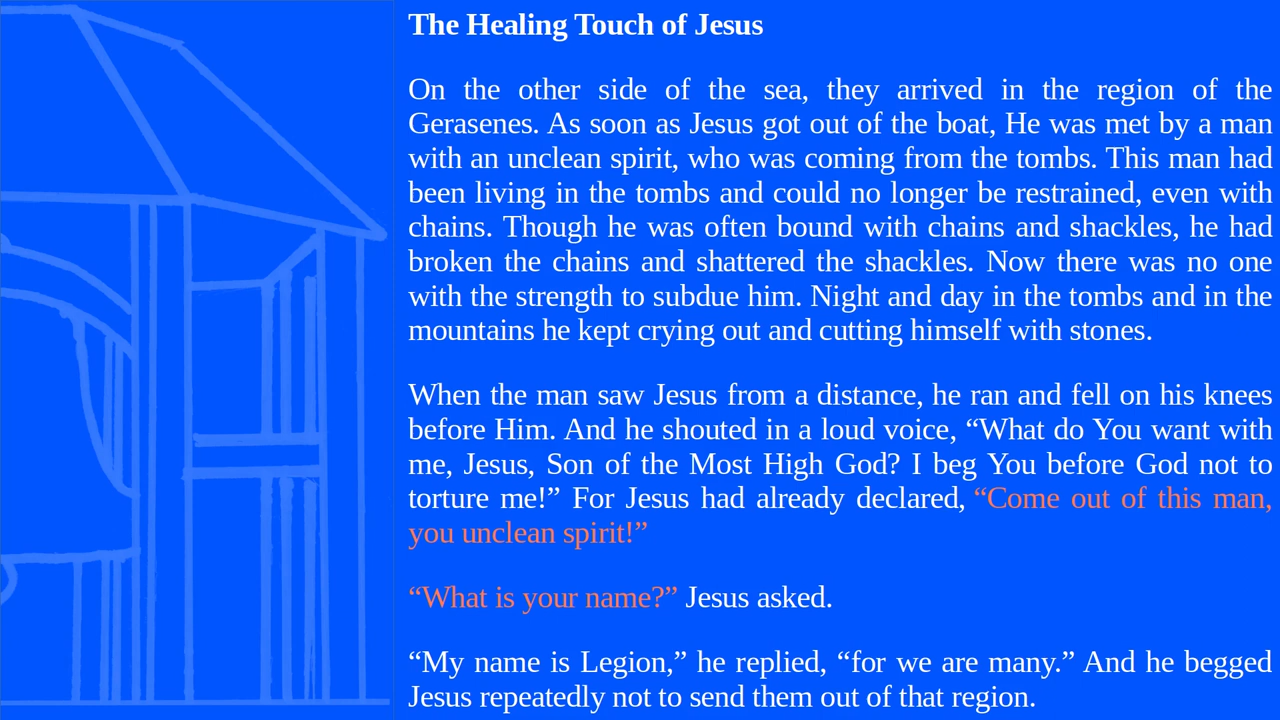 The Healing Touch of Jesus
On the other side of the sea, they arrived in the region of the
Gerasenes. As soon as Jesus got out of the boat, He was met by a man
with an unclean spirit, who was coming from the tombs. This man had
been living in the tombs and could no longer be restrained, even with
chains. Though he was often bound with chains and shackles, he had
broken the chains and shattered the shackles. Now there was no one
with the strength to subdue him. Night and day in the tombs and in the
mountains he kept crying out and cutting himself with stones.
When the man saw Jesus from a distance, he ran and fell on his knees
before Him. And he shouted in a loud voice, “What do You want with
me, Jesus, Son of the Most High God? I beg You before God not to
torture me!” For Jesus had already declared, “Come out of this man,
you unclean spirit!”
“What is your name?” Jesus asked.
“My name is Legion,” he replied, “for we are many.” And he begged
Jesus repeatedly not to send them out of that region.